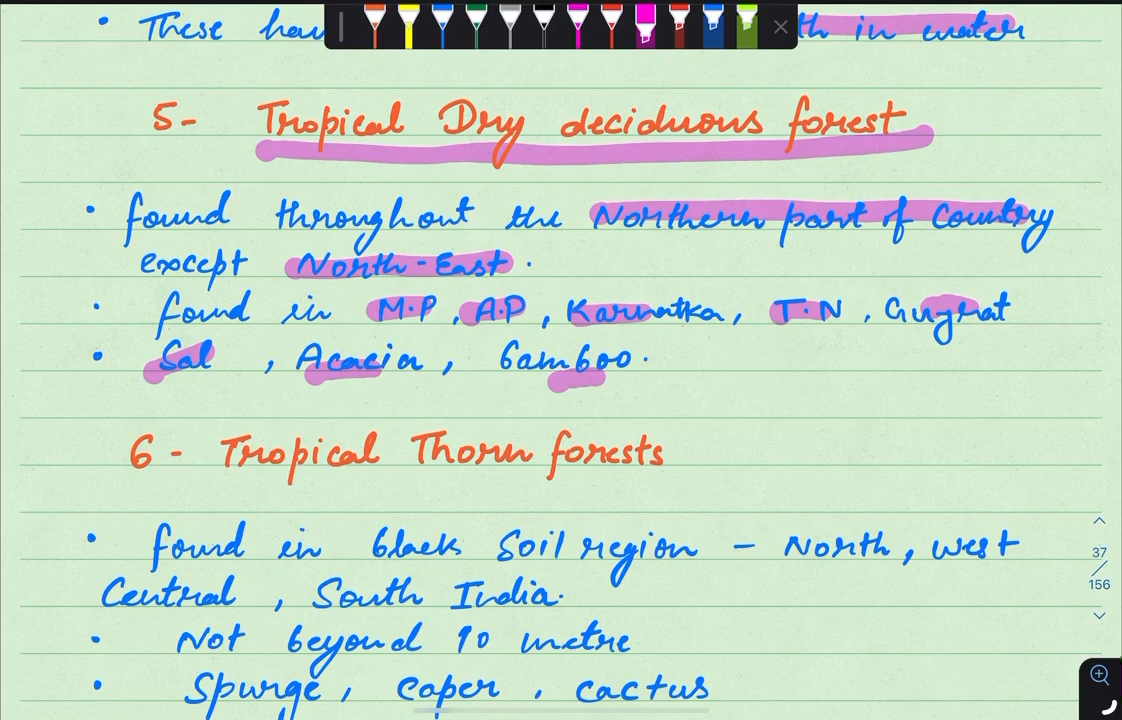 • These hav th in water
5- Tropical Dry deciduous forest
• found throughout the Northern part of Country
except North-East.
• found in M.P, A.P, Karnatka, T.N, Gujrat
• Sal, Acacia, bamboo.
6- Tropical Thorn forests
• found in black Soil region - North, west
Central, South India.
• Not beyond 10 metre
• Spurge, caper, cactus
37
156